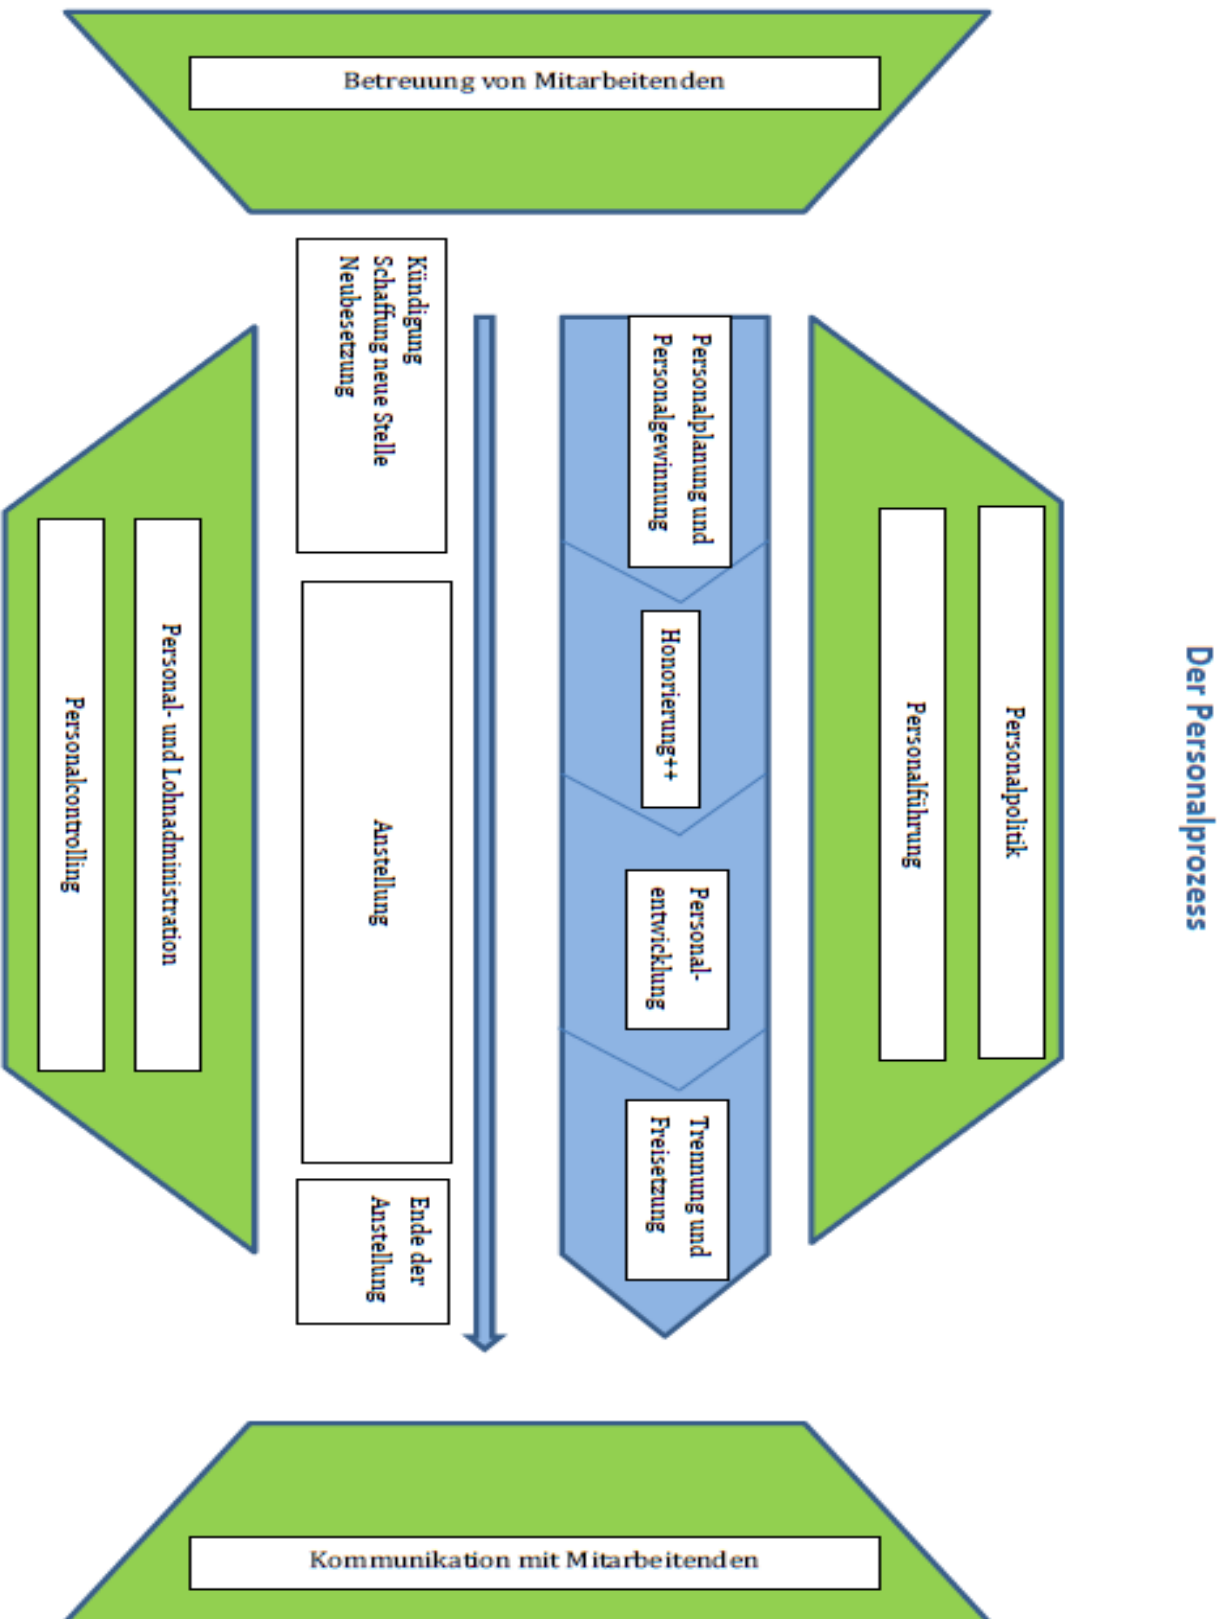 Der Personalprozess
Betreuung von Mitarbeitenden
Personalpolitik
Personalführung
Personalplanung und
Personalgewinnung
Honorierung++
Personal-
entwicklung
Trennung und
Freisetzung
Kündigung
Schaffung neue Stelle
Neubesetzung
Anstellung
Ende der
Anstellung
Personal- und Lohnadministration
Personalcontrolling
Kommunikation mit Mitarbeitenden